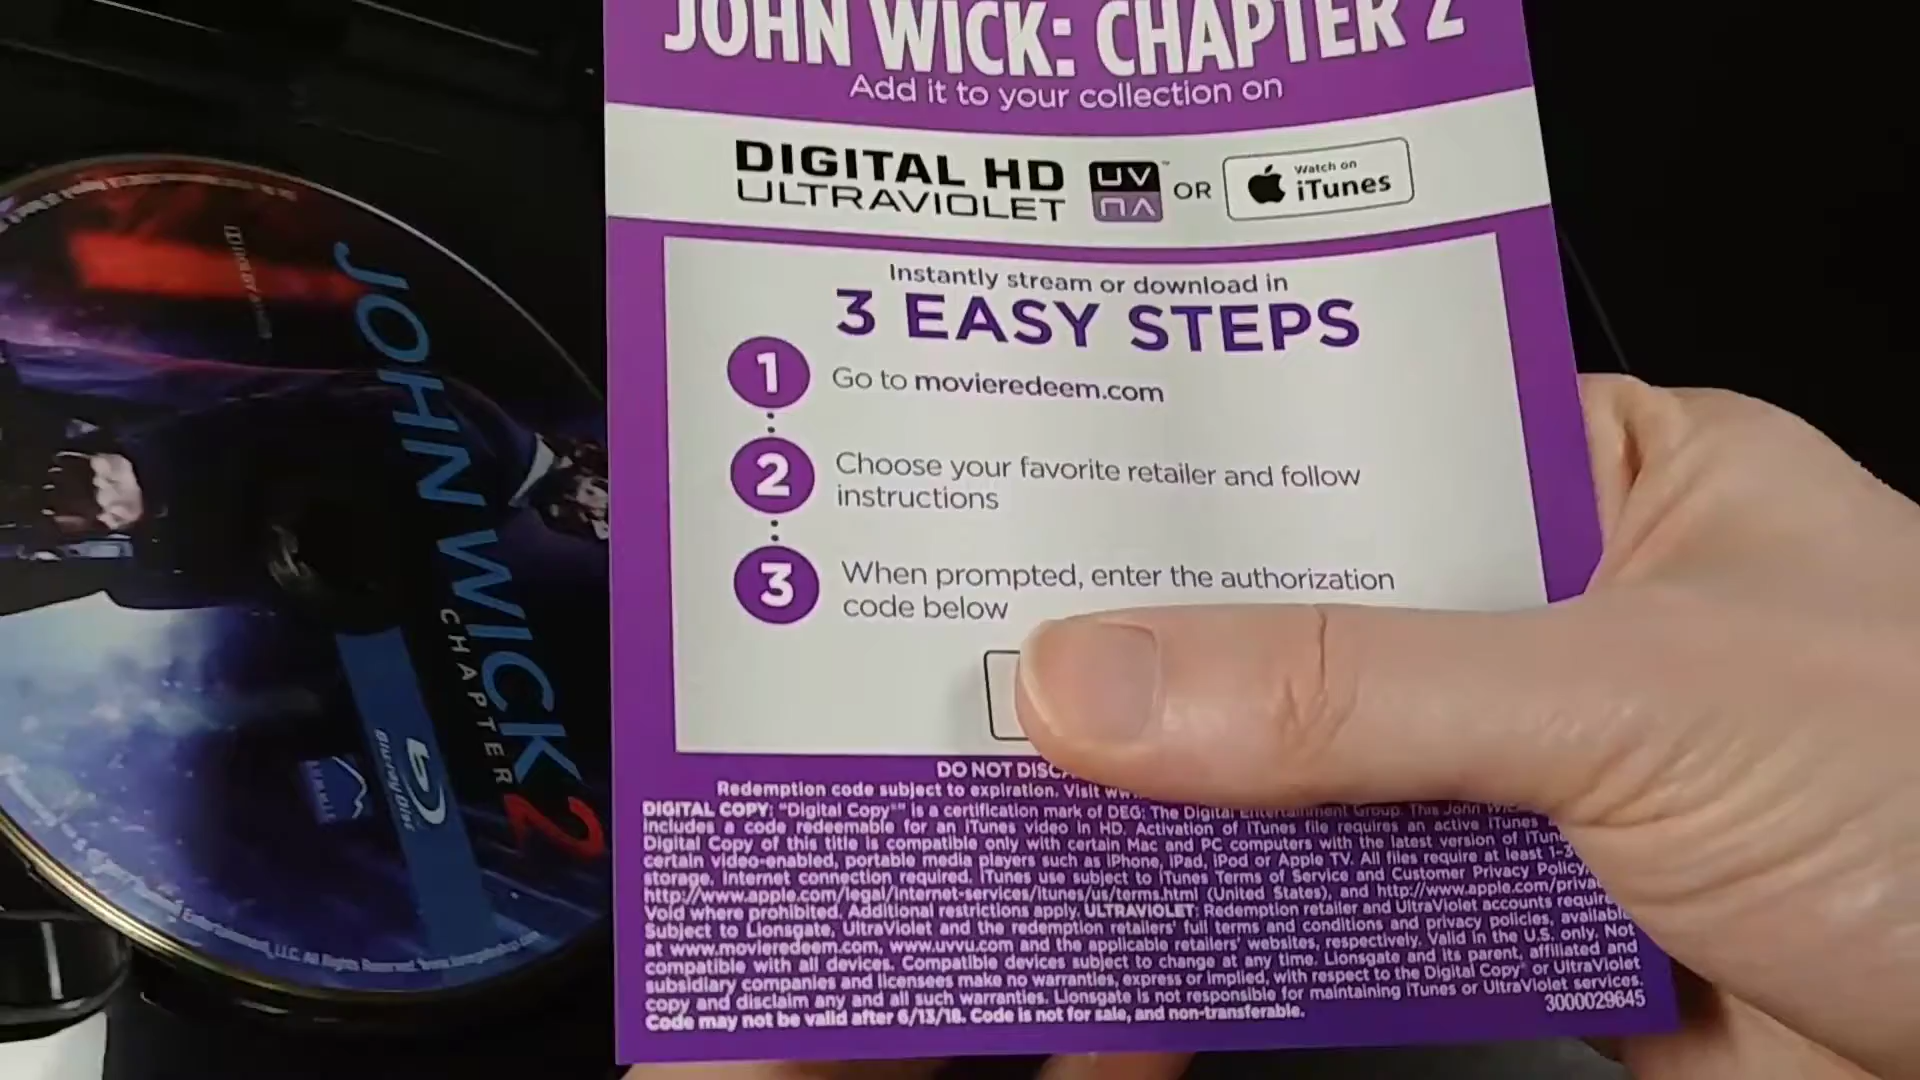 JOHN WICK: CHAPTER 2
Add it to your collection on
DIGITAL HD
ULTRAVIOLET
UV
OR
Watch on
iTunes
Instantly stream or download in
3 EASY STEPS
1
Go to movieredeem.com
2
Choose your favorite retailer and follow
instructions
3
When prompted, enter the authorization
code below
DO NOT
Redemption code subject to expiration. Visit
DIGITAL COPY: “Digital Copy” is a certification mark of DEG: The Digital Entertainment Group. This John
includes a code redeemable for an iTunes video in HD. Activation of iTunes file requires an active iTunes
Digital Copy of this title is compatible only with certain Mac and PC computers with the latest version of
certain video-enabled, portable media players such as iPhone, iPad, iPod or Apple TV. All files require at least
storage. Internet connection required. iTunes use subject to iTunes Terms of Service and Customer Privacy Policy,
http://www.apple.com/legal/internet-services/itunes/us/terms.html (United States), and
Void where prohibited. Additional restrictions apply. ULTRAVIOLET: Redemption retailer and UltraViolet accounts
Subject to Lionsgate, UltraViolet and the redemption retailers’ full terms and conditions and privacy policies, available
at www.movieredeem.com, www.uvvu.com and the applicable retailers’ websites, respectively. Valid in the U.S. only. Not
compatible with all devices. Compatible devices subject to change at any time. Lionsgate and its parent, affiliated and
subsidiary companies and licensees make no warranties, express or implied, with respect to the Digital Copy or UltraViolet
copy and disclaim any and all such warranties. Lionsgate is not responsible for maintaining iTunes or UltraViolet services.
Code may not be valid after 6/13/18. Code is not for sale, and non-transferable.
3000029645
JOHN WICK
CHAPTER 2
Blu-ray Disc
Entertainment, LLC. All Rights Reserved.